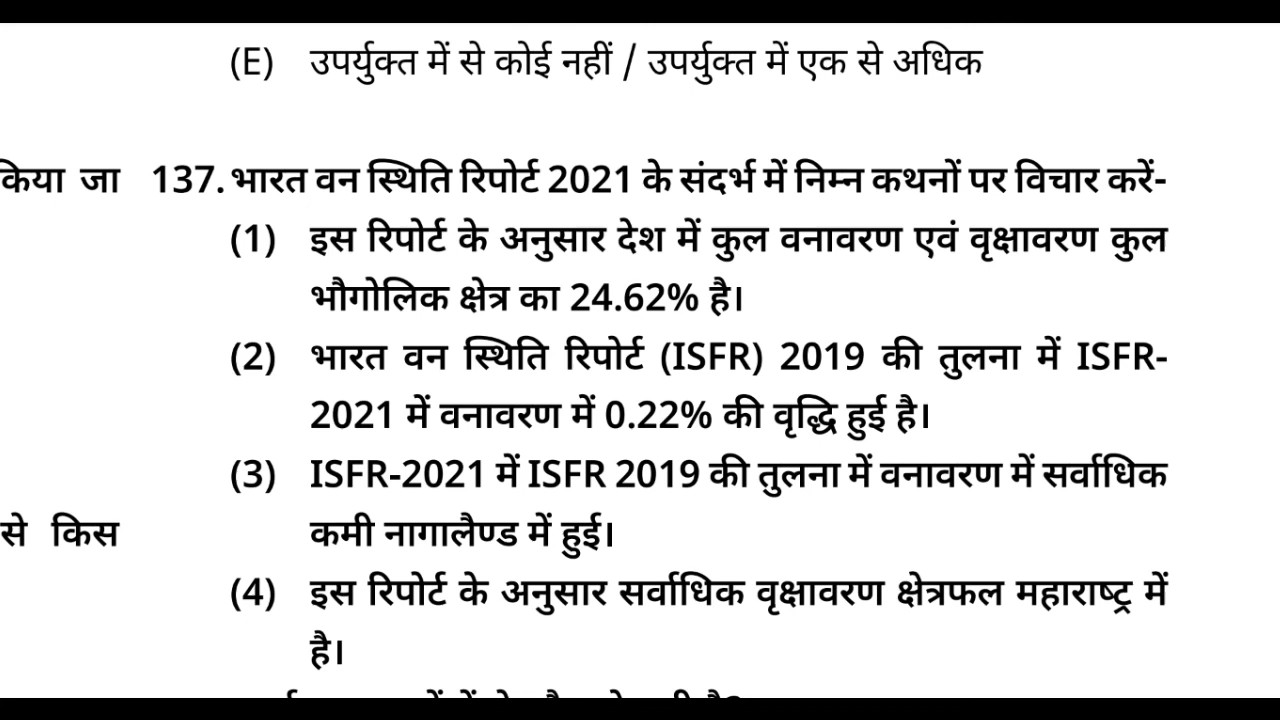 (E) उपर्युक्त में से कोई नहीं / उपर्युक्त में एक से अधिक
किया जा 137. भारत वन स्थिति रिपोर्ट 2021 के संदर्भ में निम्न कथनों पर विचार करें-
(1) इस रिपोर्ट के अनुसार देश में कुल वनावरण एवं वृक्षावरण कुल
भौगोलिक क्षेत्र का 24.62% है।
(2) भारत वन स्थिति रिपोर्ट (ISFR) 2019 की तुलना में ISFR-
2021 में वनावरण में 0.22% की वृद्धि हुई है।
(3) ISFR-2021 में ISFR 2019 की तुलना में वनावरण में सर्वाधिक
से किस कमी नागालैण्ड में हुई।
(4) इस रिपोर्ट के अनुसार सर्वाधिक वृक्षावरण क्षेत्रफल महाराष्ट्र में
है।